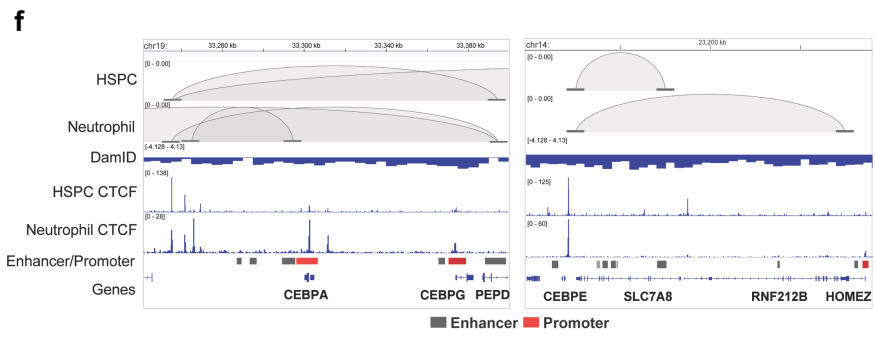 f
chr19: 33,260 kb 33,300 kb 33,340 kb 33,380 kb
chr14: 23,200 kb
HSPC [0 - 0.00] [0 - 0.00]
Neutrophil [0 - 0.00] [0 - 0.00]
DamID [-4.128 - 4.13] [-4.128 - 4.13]
HSPC CTCF [0 - 138] [0 - 125]
Neutrophil CTCF [0 - 28] [0 - 60]
Enhancer/Promoter
Genes
CEBPA CEBPG PEPD CEBPE SLC7A8 RNF212B HOMEZ
Enhancer Promoter